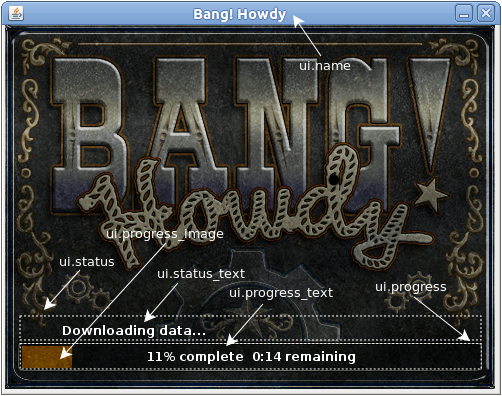 Bang! Howdy
ui.name
BANG!
Howdy
ui.progress_image
ui.status
ui.status_text
ui.progress_text
ui.progress
Downloading data...
11% complete 0:14 remaining